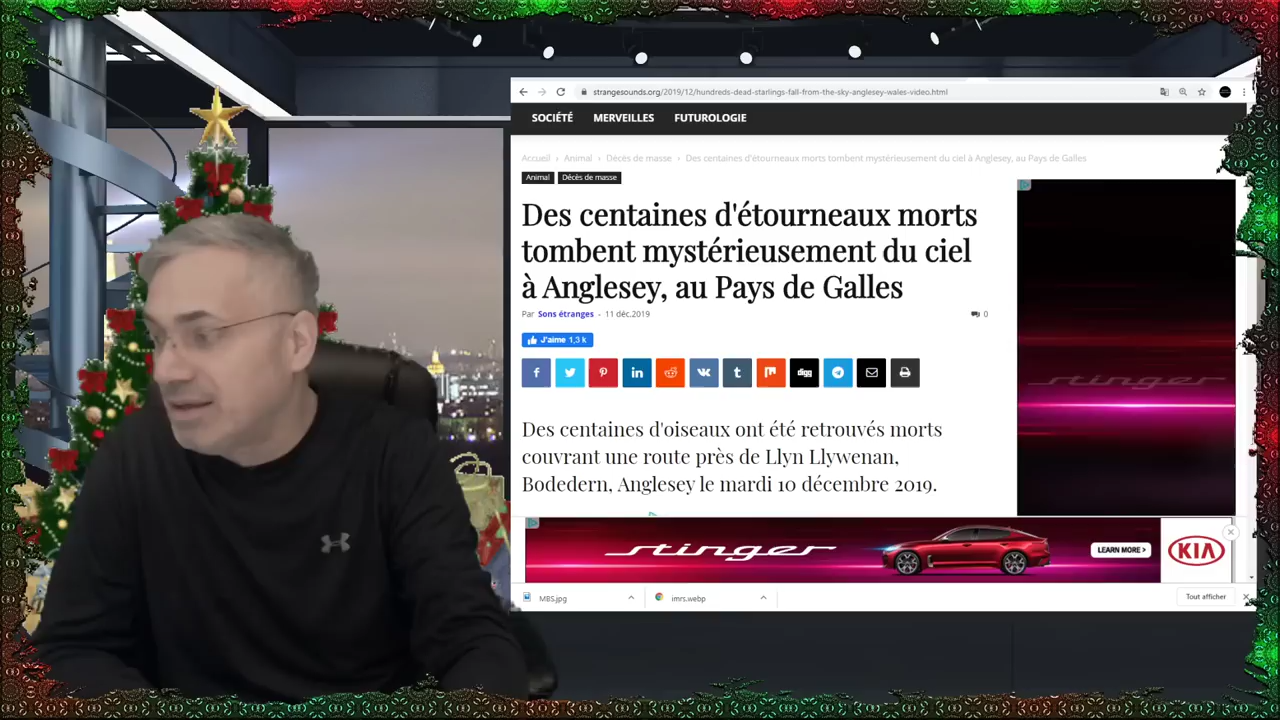 strangesounds.org/2019/12/hundreds-dead-starlings-fall-from-the-sky-anglesey-wales-video.html
SOCIÉTÉ MERVEILLES FUTUROLOGIE
Accueil › Animal › Décès de masse › Des centaines d'étourneaux morts tombent mystérieusement du ciel à Anglesey, au Pays de Galles
Animal Décès de masse
Des centaines d'étourneaux morts
tombent mystérieusement du ciel
à Anglesey, au Pays de Galles
Par Sons étranges - 11 déc,2019 0
J'aime 1,3 k
digg
Des centaines d'oiseaux ont été retrouvés morts
couvrant une route près de Llyn Llywenan,
Bodedern, Anglesey le mardi 10 décembre 2019.
stinger
stinger LEARN MORE > KIA
MBS.jpg imrs.webp Tout afficher